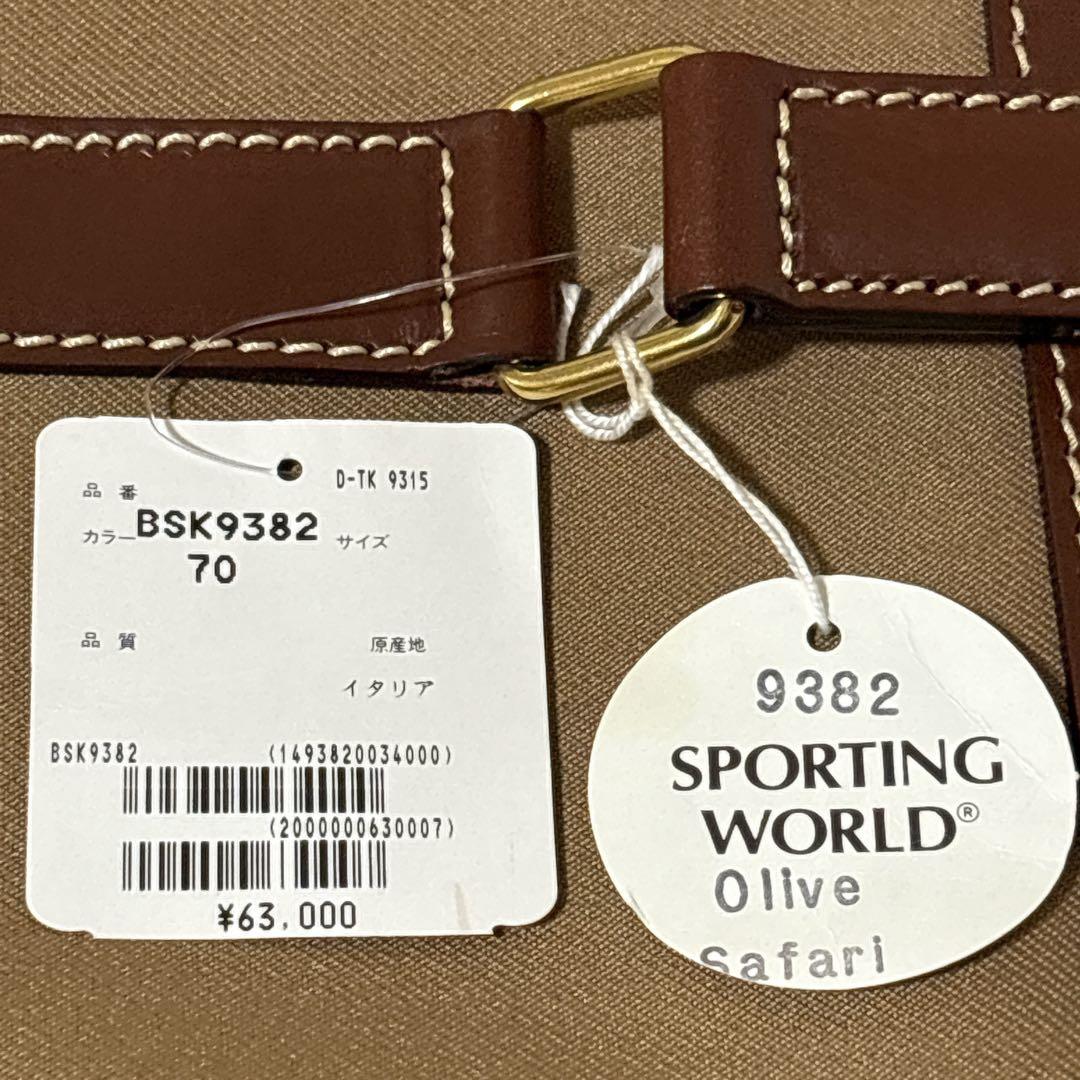 D-TK 9315
品 番
BSK9382
カラー
サイズ
70
品 質
原産地
イタリア
BSK9382 (1493820034000)
(2000000630007)
¥63,000
9382
SPORTING
WORLD®
Olive
Safari